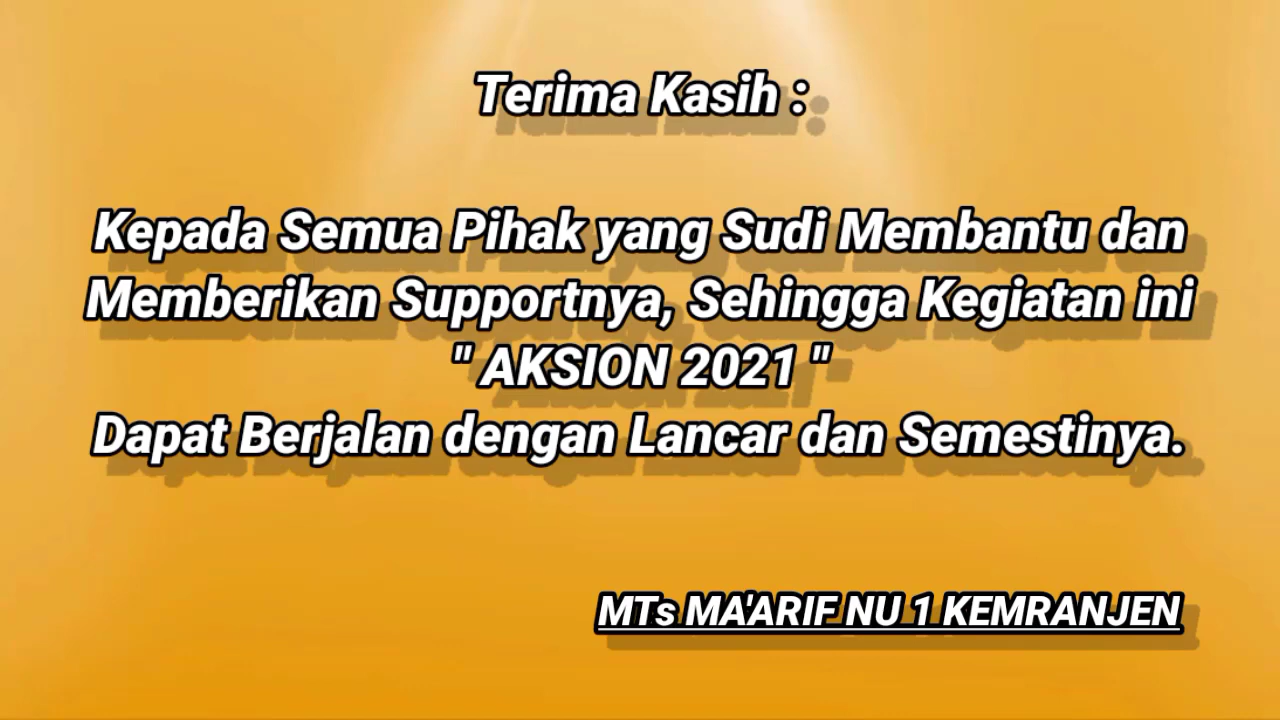 Terima Kasih :
Kepada Semua Pihak yang Sudi Membantu dan
Memberikan Supportnya, Sehingga Kegiatan ini
" AKSION 2021 "
Dapat Berjalan dengan Lancar dan Semestinya.
MTs MA'ARIF NU 1 KEMRANJEN